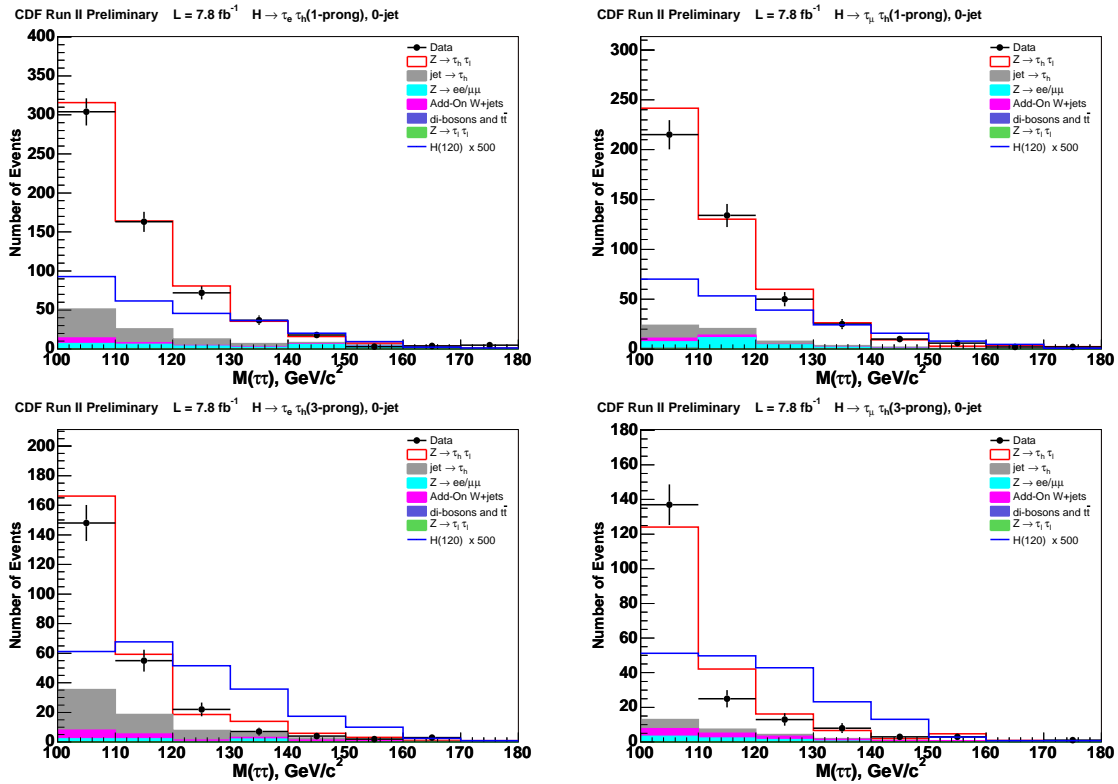 CDF Run II Preliminary L = 7.8 fb⁻¹ H → τₑ τₕ(1-prong), 0-jet
Number of Events
400
350
300
250
200
150
100
50
0
Data
Z → τₕ τₗ
jet → τₕ
Z → ee/μμ
Add-On W+jets
di-bosons and tt̄
Z → τₗ τₗ
H(120) x 500
100 110 120 130 140 150 160 170 180
M(ττ), GeV/c²
CDF Run II Preliminary L = 7.8 fb⁻¹ H → τ_μ τₕ(1-prong), 0-jet
Number of Events
300
250
200
150
100
50
0
Data
Z → τₕ τₗ
jet → τₕ
Z → ee/μμ
Add-On W+jets
di-bosons and tt̄
Z → τₗ τₗ
H(120) x 500
100 110 120 130 140 150 160 170 180
M(ττ), GeV/c²
CDF Run II Preliminary L = 7.8 fb⁻¹ H → τₑ τₕ(3-prong), 0-jet
Number of Events
200
180
160
140
120
100
80
60
40
20
0
Data
Z → τₕ τₗ
jet → τₕ
Z → ee/μμ
Add-On W+jets
di-bosons and tt̄
Z → τₗ τₗ
H(120) x 500
100 110 120 130 140 150 160 170 180
M(ττ), GeV/c²
CDF Run II Preliminary L = 7.8 fb⁻¹ H → τ_μ τₕ(3-prong), 0-jet
Number of Events
180
160
140
120
100
80
60
40
20
0
Data
Z → τₕ τₗ
jet → τₕ
Z → ee/μμ
Add-On W+jets
di-bosons and tt̄
Z → τₗ τₗ
H(120) x 500
100 110 120 130 140 150 160 170 180
M(ττ), GeV/c²